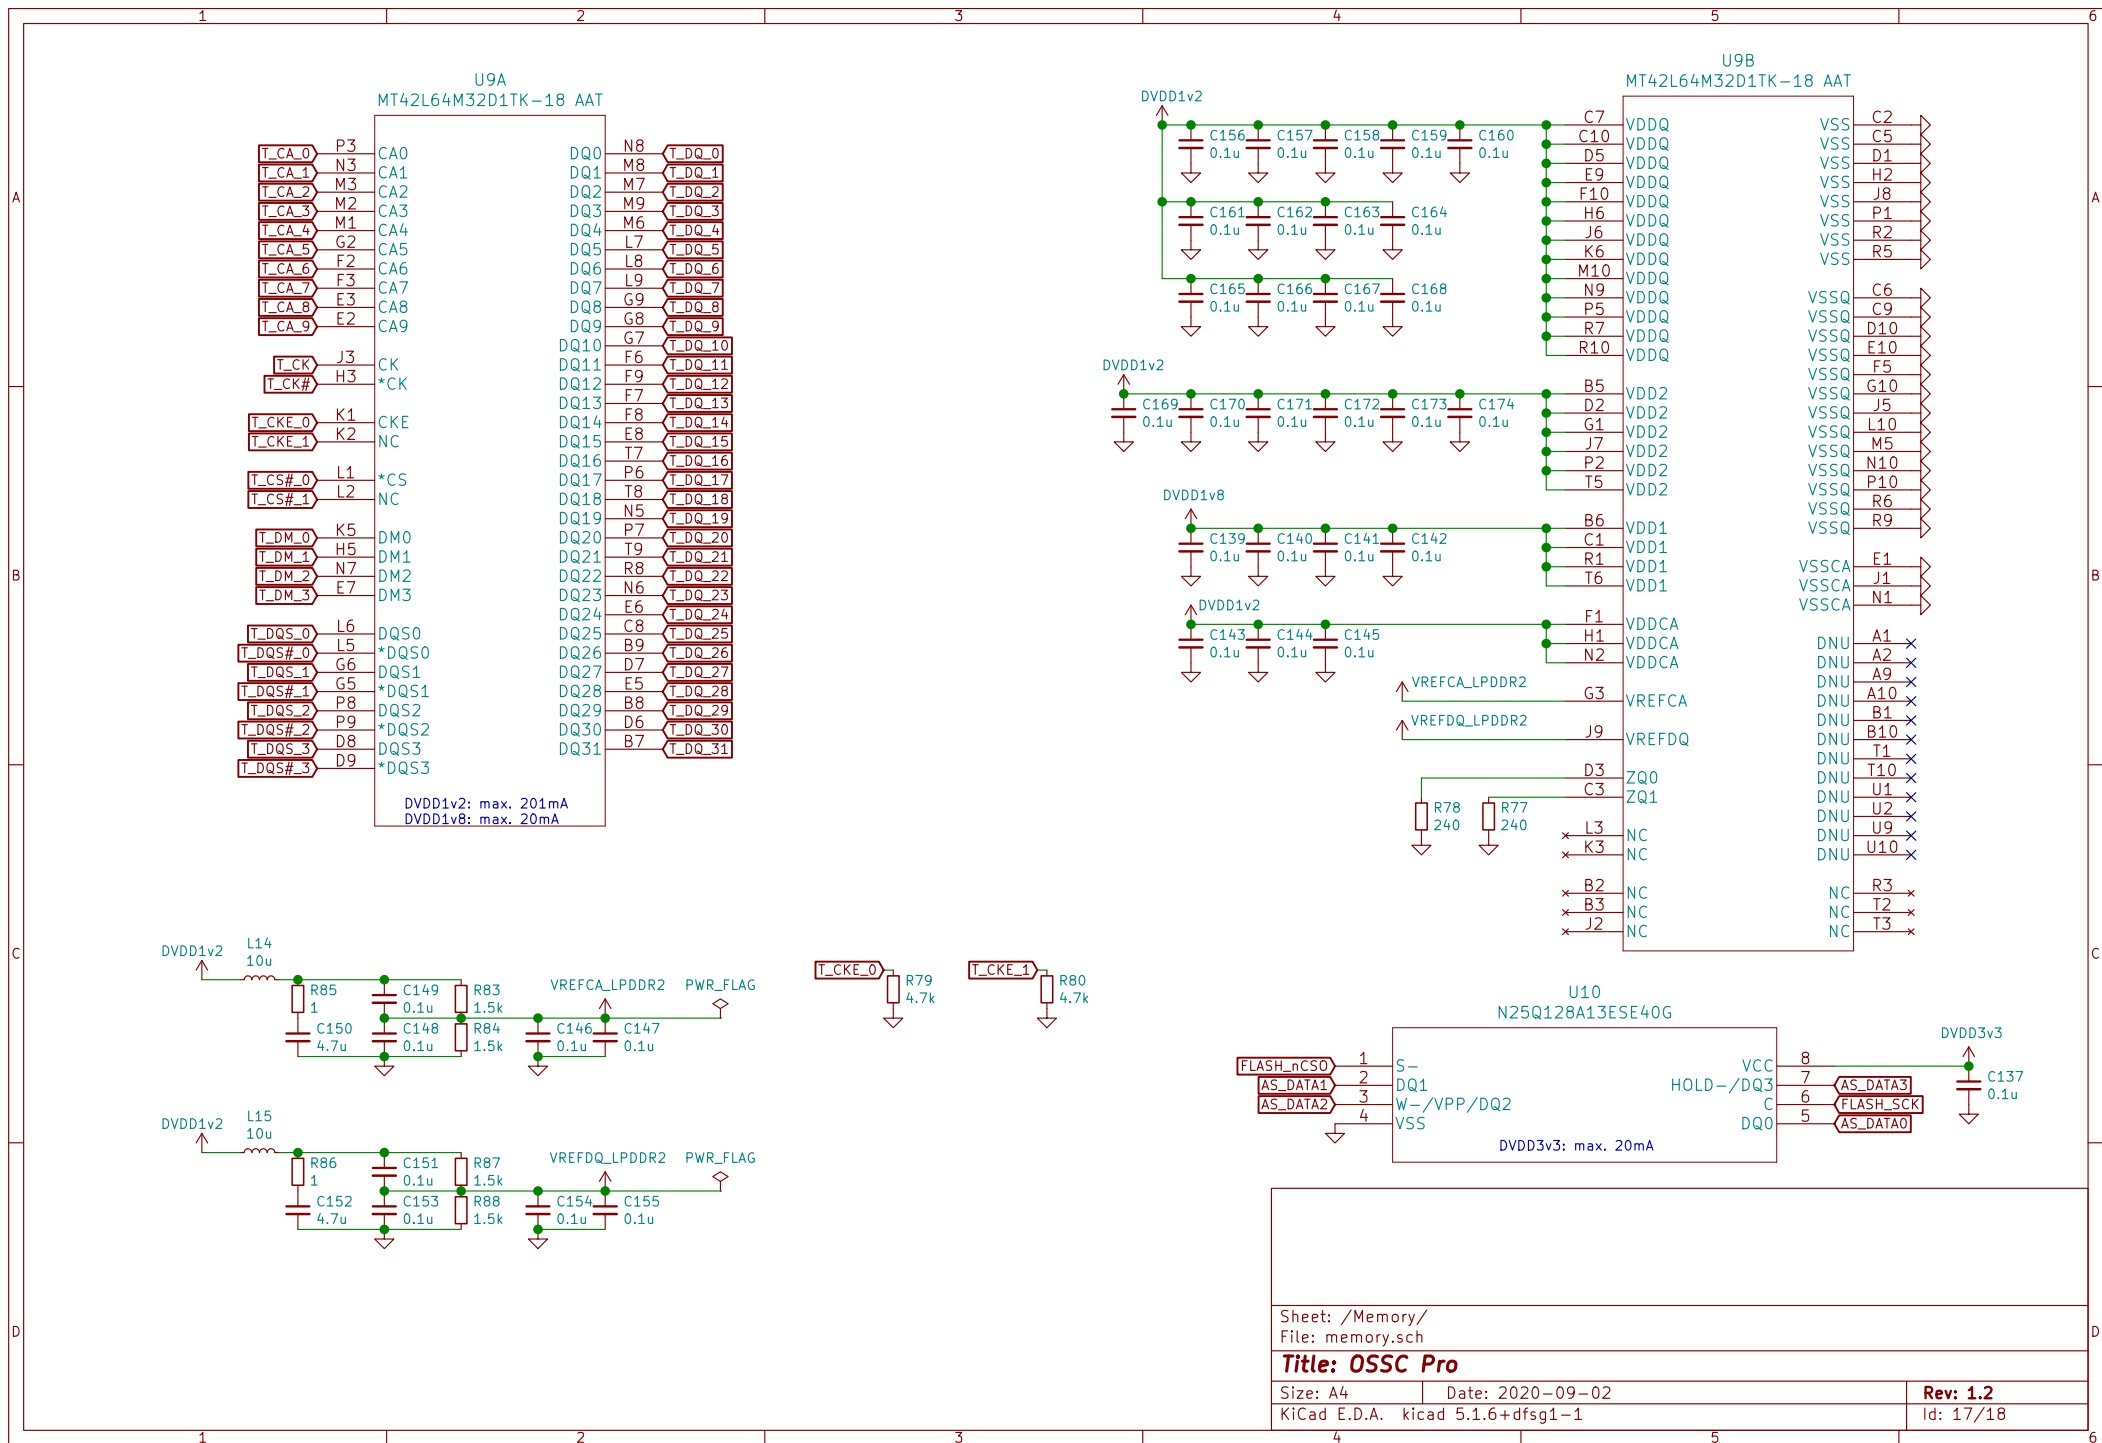 1 2 3 4 5 6
A
B
C
D
U9A
MT42L64M32D1TK-18 AAT
T_CA_0 P3 CA0 DQ0 N8 T_DQ_0
T_CA_1 N3 CA1 DQ1 M8 T_DQ_1
T_CA_2 M3 CA2 DQ2 M7 T_DQ_2
T_CA_3 M2 CA3 DQ3 M9 T_DQ_3
T_CA_4 M1 CA4 DQ4 M6 T_DQ_4
T_CA_5 G2 CA5 DQ5 L7 T_DQ_5
T_CA_6 F2 CA6 DQ6 L8 T_DQ_6
T_CA_7 F3 CA7 DQ7 L9 T_DQ_7
T_CA_8 E3 CA8 DQ8 G9 T_DQ_8
T_CA_9 E2 CA9 DQ9 G8 T_DQ_9
DQ10 G7 T_DQ_10
T_CK J3 CK DQ11 F6 T_DQ_11
T_CK# H3 *CK DQ12 F9 T_DQ_12
DQ13 F7 T_DQ_13
T_CKE_0 K1 CKE DQ14 F8 T_DQ_14
T_CKE_1 K2 NC DQ15 E8 T_DQ_15
DQ16 T7 T_DQ_16
T_CS#_0 L1 *CS DQ17 P6 T_DQ_17
T_CS#_1 L2 NC DQ18 T8 T_DQ_18
DQ19 N5 T_DQ_19
T_DM_0 K5 DM0 DQ20 P7 T_DQ_20
T_DM_1 H5 DM1 DQ21 T9 T_DQ_21
T_DM_2 N7 DM2 DQ22 R8 T_DQ_22
T_DM_3 E7 DM3 DQ23 N6 T_DQ_23
DQ24 E6 T_DQ_24
T_DQS_0 L6 DQS0 DQ25 C8 T_DQ_25
T_DQS#_0 L5 *DQS0 DQ26 B9 T_DQ_26
T_DQS_1 G6 DQS1 DQ27 D7 T_DQ_27
T_DQS#_1 G5 *DQS1 DQ28 E5 T_DQ_28
T_DQS_2 P8 DQS2 DQ29 B8 T_DQ_29
T_DQS#_2 P9 *DQS2 DQ30 D6 T_DQ_30
T_DQS_3 D8 DQS3 DQ31 B7 T_DQ_31
T_DQS#_3 D9 *DQS3
DVDD1v2: max. 201mA
DVDD1v8: max. 20mA
U9B
MT42L64M32D1TK-18 AAT
DVDD1v2
C156 C157 C158 C159 C160
0.1u 0.1u 0.1u 0.1u 0.1u
C161 C162 C163 C164
0.1u 0.1u 0.1u 0.1u
C165 C166 C167 C168
0.1u 0.1u 0.1u 0.1u
DVDD1v2
C169 C170 C171 C172 C173 C174
0.1u 0.1u 0.1u 0.1u 0.1u 0.1u
DVDD1v8
C139 C140 C141 C142
0.1u 0.1u 0.1u 0.1u
DVDD1v2
C143 C144 C145
0.1u 0.1u 0.1u
VREFCA_LPDDR2
VREFDQ_LPDDR2
R78 R77
240 240
C7 VDDQ VSS C2
C10 VDDQ VSS C5
D5 VDDQ VSS D1
E9 VDDQ VSS H2
F10 VDDQ VSS J8
H6 VDDQ VSS P1
J6 VDDQ VSS R2
K6 VDDQ VSS R5
M10 VDDQ
N9 VDDQ VSSQ C6
P5 VDDQ VSSQ C9
R7 VDDQ VSSQ D10
R10 VDDQ VSSQ E10
VSSQ F5
B5 VDD2 VSSQ G10
D2 VDD2 VSSQ J5
G1 VDD2 VSSQ L10
J7 VDD2 VSSQ M5
P2 VDD2 VSSQ N10
T5 VDD2 VSSQ P10
VSSQ R6
B6 VDD1 VSSQ R9
C1 VDD1
R1 VDD1 VSSCA E1
T6 VDD1 VSSCA J1
VSSCA N1
F1 VDDCA
H1 VDDCA DNU A1
N2 VDDCA DNU A2
DNU A9
G3 VREFCA DNU A10
DNU B1
J9 VREFDQ DNU B10
DNU T1
D3 ZQ0 DNU T10
C3 ZQ1 DNU U1
DNU U2
L3 NC DNU U9
K3 NC DNU U10
B2 NC NC R3
B3 NC NC T2
J2 NC NC T3
DVDD1v2 L14
10u
R85 C149 R83 VREFCA_LPDDR2 PWR_FLAG
1 0.1u 1.5k
C150 C148 R84 C146 C147
4.7u 0.1u 1.5k 0.1u 0.1u
T_CKE_0 R79
4.7k
T_CKE_1 R80
4.7k
DVDD1v2 L15
10u
R86 C151 R87 VREFDQ_LPDDR2 PWR_FLAG
1 0.1u 1.5k
C152 C153 R88 C154 C155
4.7u 0.1u 1.5k 0.1u 0.1u
U10
N25Q128A13ESE40G
FLASH_nCSO 1 S- VCC 8
AS_DATA1 2 DQ1 HOLD-/DQ3 7 AS_DATA3
AS_DATA2 3 W-/VPP/DQ2 C 6 FLASH_SCK
4 VSS DQ0 5 AS_DATA0
DVDD3v3: max. 20mA
DVDD3v3
C137
0.1u
Sheet: /Memory/
File: memory.sch
Title: OSSC Pro
Size: A4 Date: 2020-09-02 Rev: 1.2
KiCad E.D.A. kicad 5.1.6+dfsg1-1 Id: 17/18
A
B
C
D
1 2 3 4 5 6